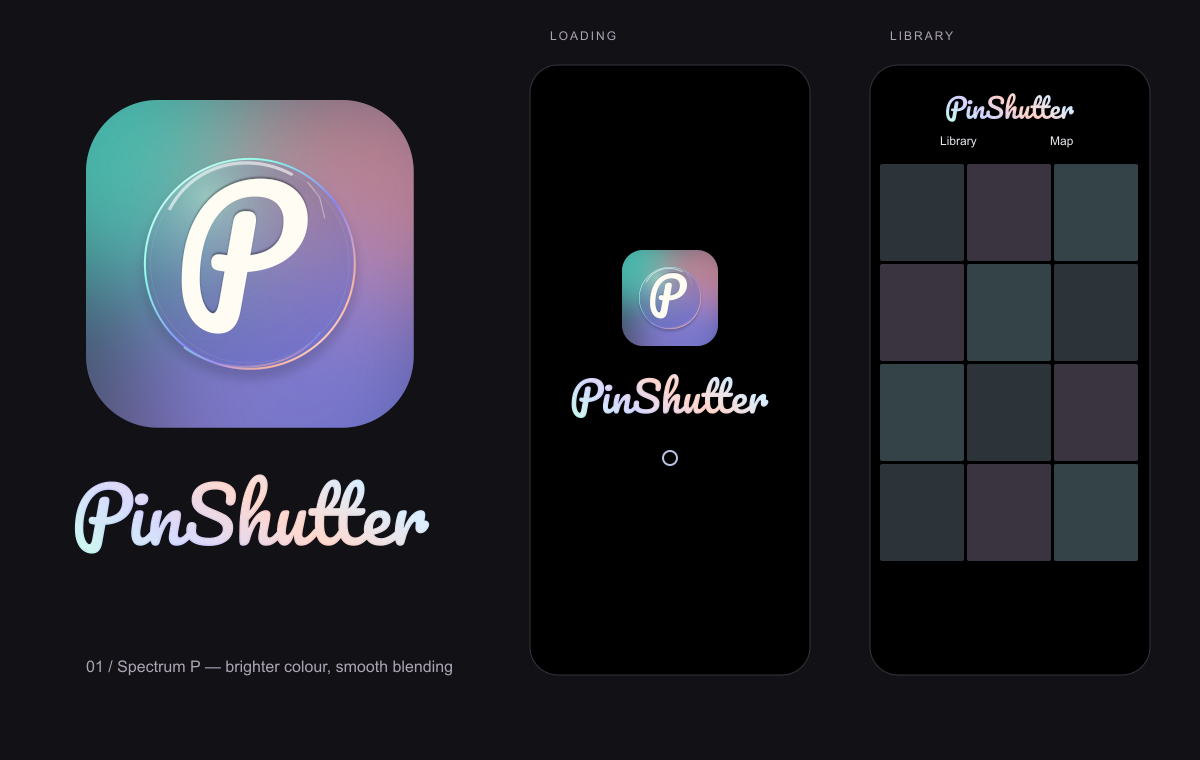 P
PinShutter
01 / Spectrum P — brighter colour, smooth blending
LOADING
P
PinShutter
LIBRARY
PinShutter
Library Map